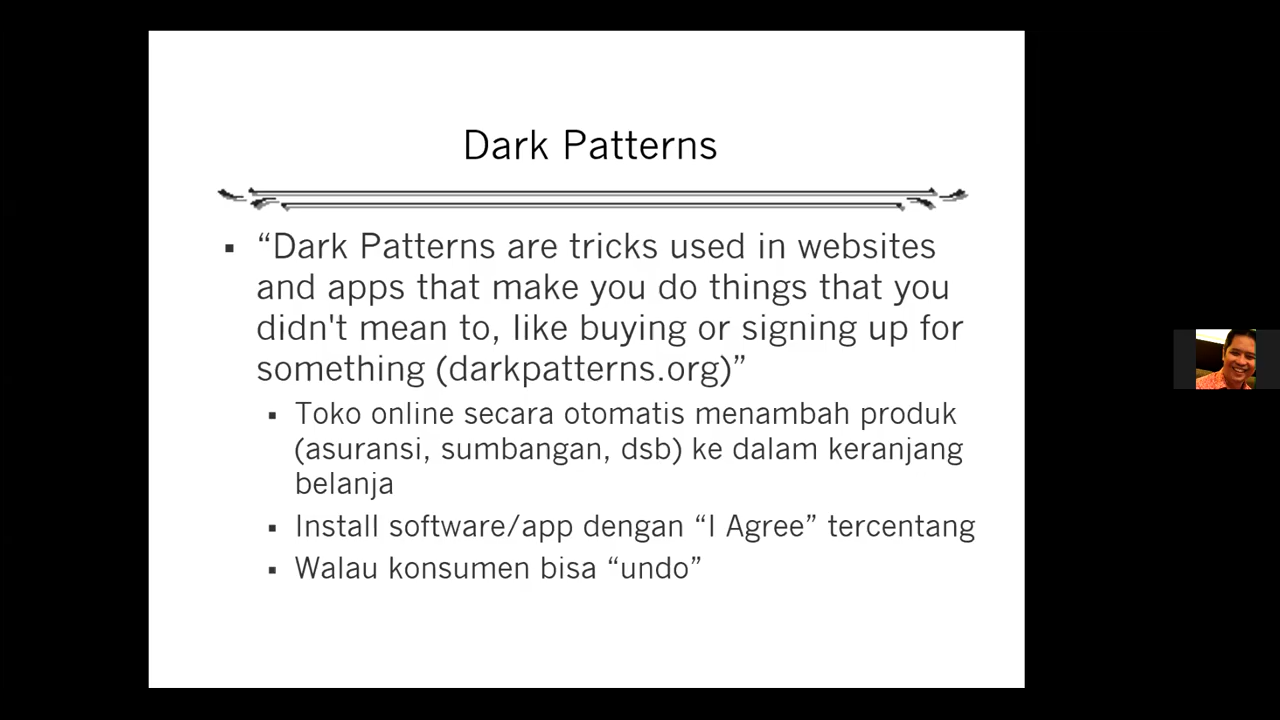 Dark Patterns
▪ “Dark Patterns are tricks used in websites
and apps that make you do things that you
didn't mean to, like buying or signing up for
something (darkpatterns.org)”
▪ Toko online secara otomatis menambah produk
(asuransi, sumbangan, dsb) ke dalam keranjang
belanja
▪ Install software/app dengan “I Agree” tercentang
▪ Walau konsumen bisa “undo”